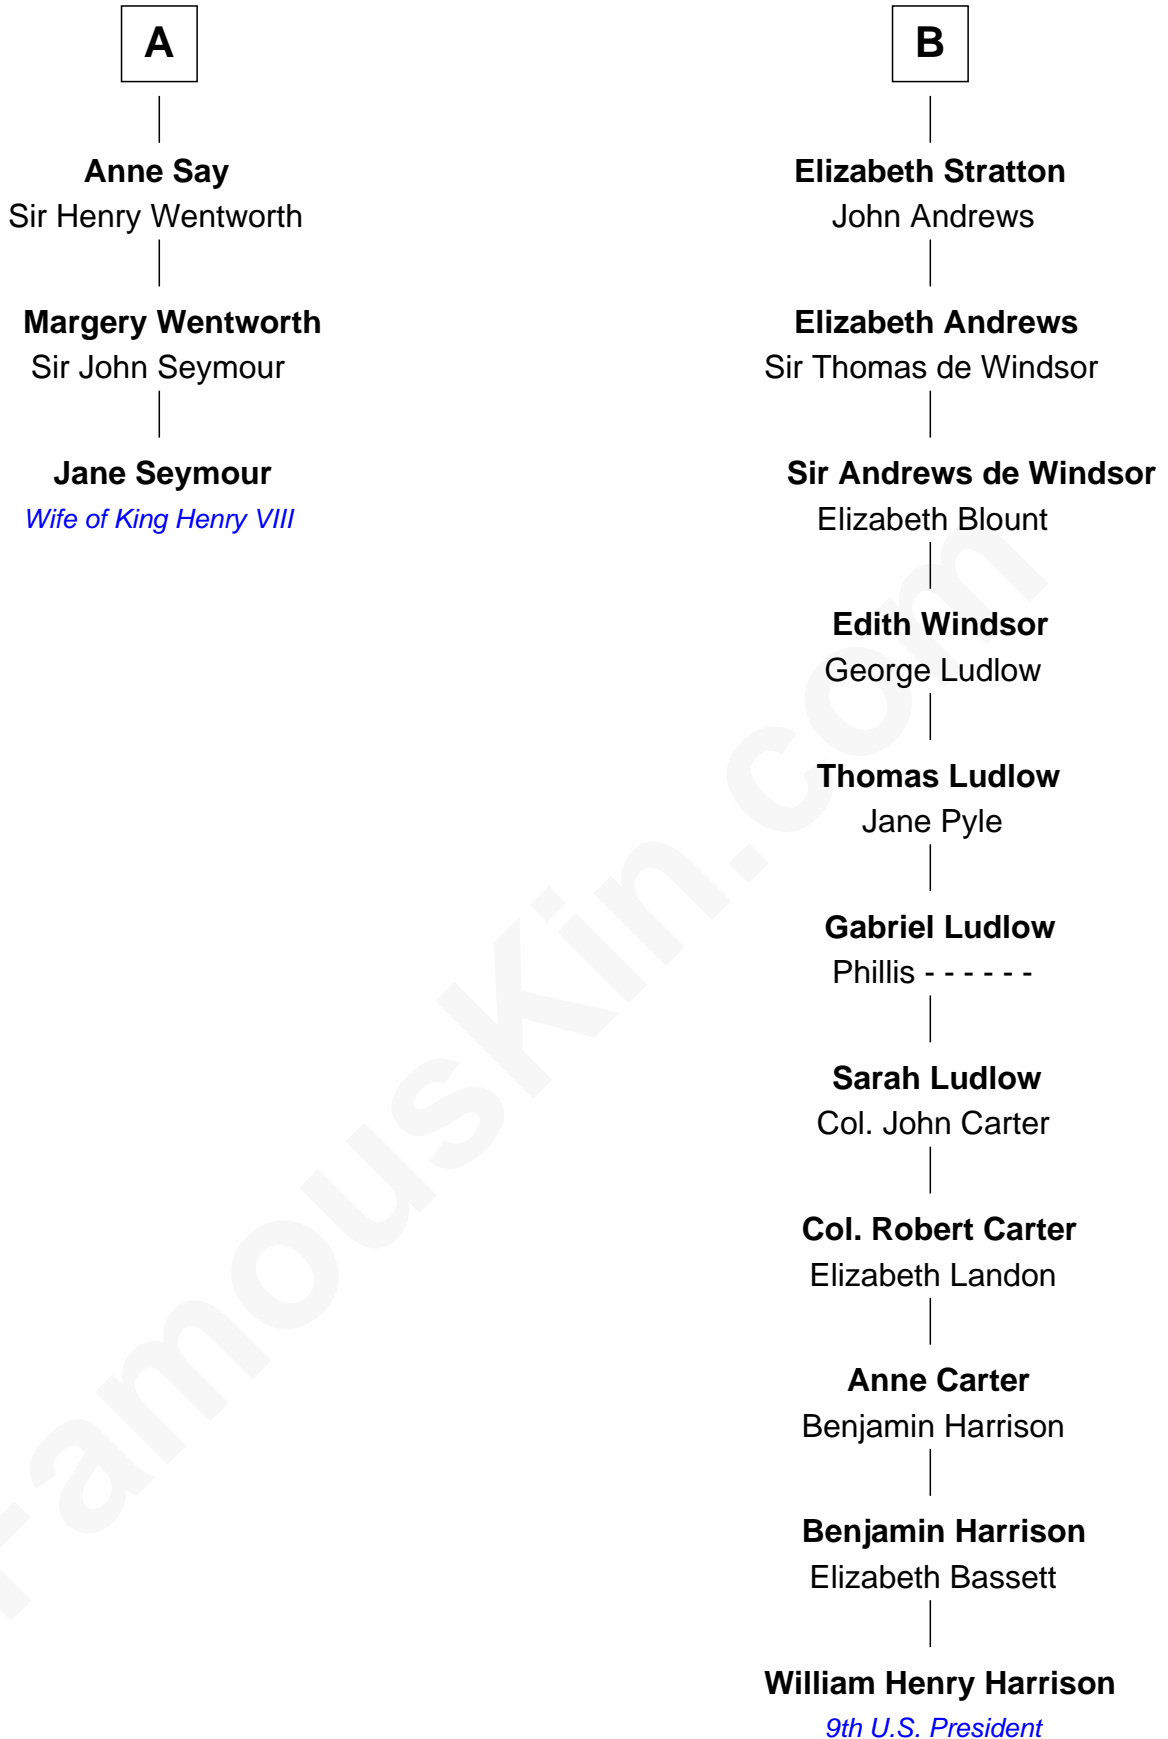 A
Anne Say
Sir Henry Wentworth
Margery Wentworth
Sir John Seymour
Jane Seymour
Wife of King Henry VIII
B
Elizabeth Stratton
John Andrews
Elizabeth Andrews
Sir Thomas de Windsor
Sir Andrews de Windsor
Elizabeth Blount
Edith Windsor
George Ludlow
Thomas Ludlow
Jane Pyle
Gabriel Ludlow
Phillis - - - - - -
Sarah Ludlow
Col. John Carter
Col. Robert Carter
Elizabeth Landon
Anne Carter
Benjamin Harrison
Benjamin Harrison
Elizabeth Bassett
William Henry Harrison
9th U.S. President
FamousKin.com